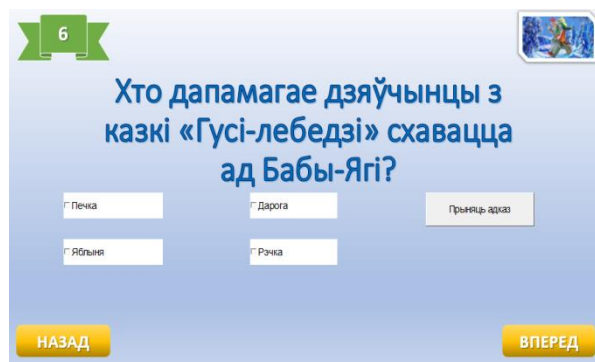 6
Хто дапамагае дзяўчынцы з
казкі «Гусі-лебедзі» схавацца
ад Бабы-Ягі?
Печка
Дарога
Прыняць адказ
Яблыня
Рэчка
НАЗАД
ВПЕРЕД